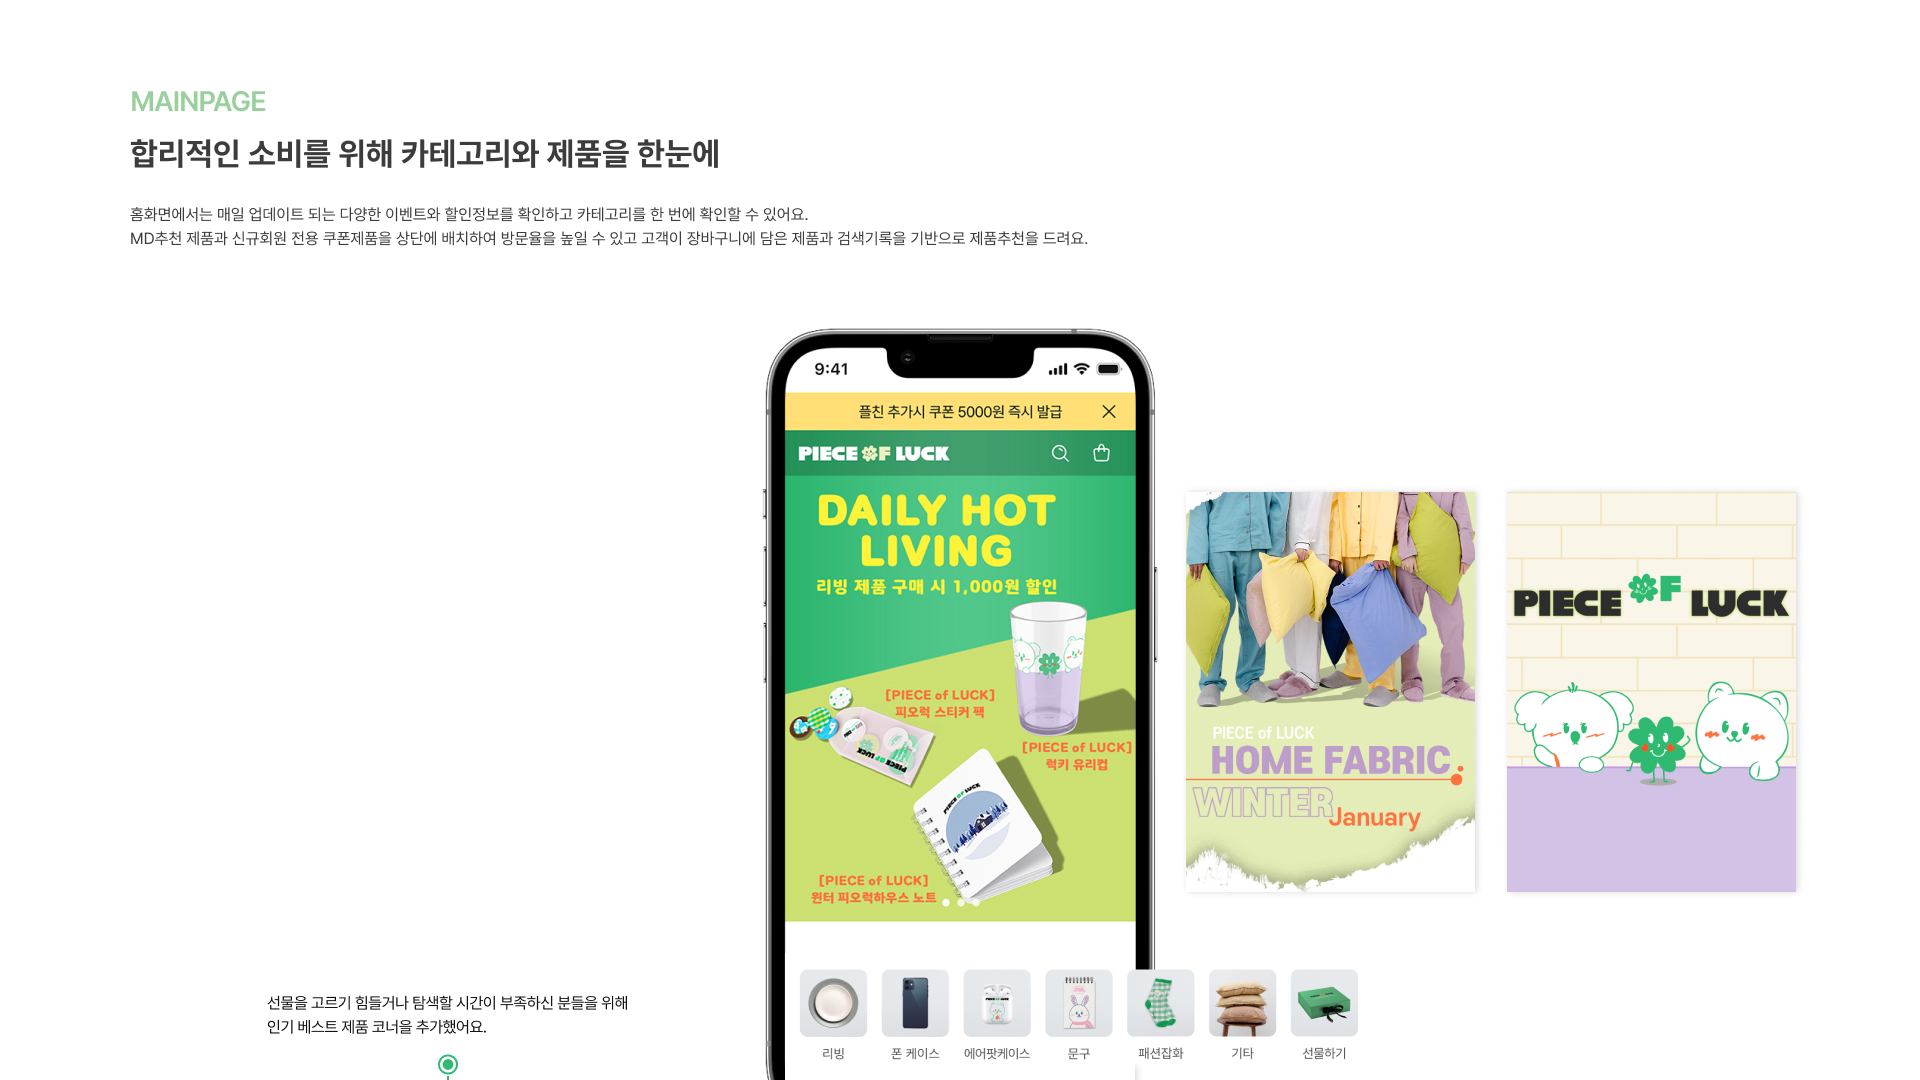 MAINPAGE
합리적인 소비를 위해 카테고리와 제품을 한눈에
홈화면에서는 매일 업데이트 되는 다양한 이벤트와 할인정보를 확인하고 카테고리를 한 번에 확인할 수 있어요.
MD추천 제품과 신규회원 전용 쿠폰제품을 상단에 배치하여 방문율을 높일 수 있고 고객이 장바구니에 담은 제품과 검색기록을 기반으로 제품추천을 드려요.
9:41
플친 추가시 쿠폰 5000원 즉시 발급
PIECE OF LUCK
DAILY HOT
LIVING
리빙 제품 구매 시 1,000원 할인
[PIECE of LUCK]
피오럭 스티커 팩
[PIECE of LUCK]
럭키 유리컵
PIECE OF LUCK
PIECE OF LUCK
[PIECE of LUCK]
윈터 피오럭하우스 노트
PIECE of LUCK
HOME FABRIC
WINTER
January
PIECE OF LUCK
선물을 고르기 힘들거나 탐색할 시간이 부족하신 분들을 위해
인기 베스트 제품 코너를 추가했어요.
PIECE OF LUCK
리빙
폰 케이스
에어팟케이스
문구
패션잡화
기타
선물하기